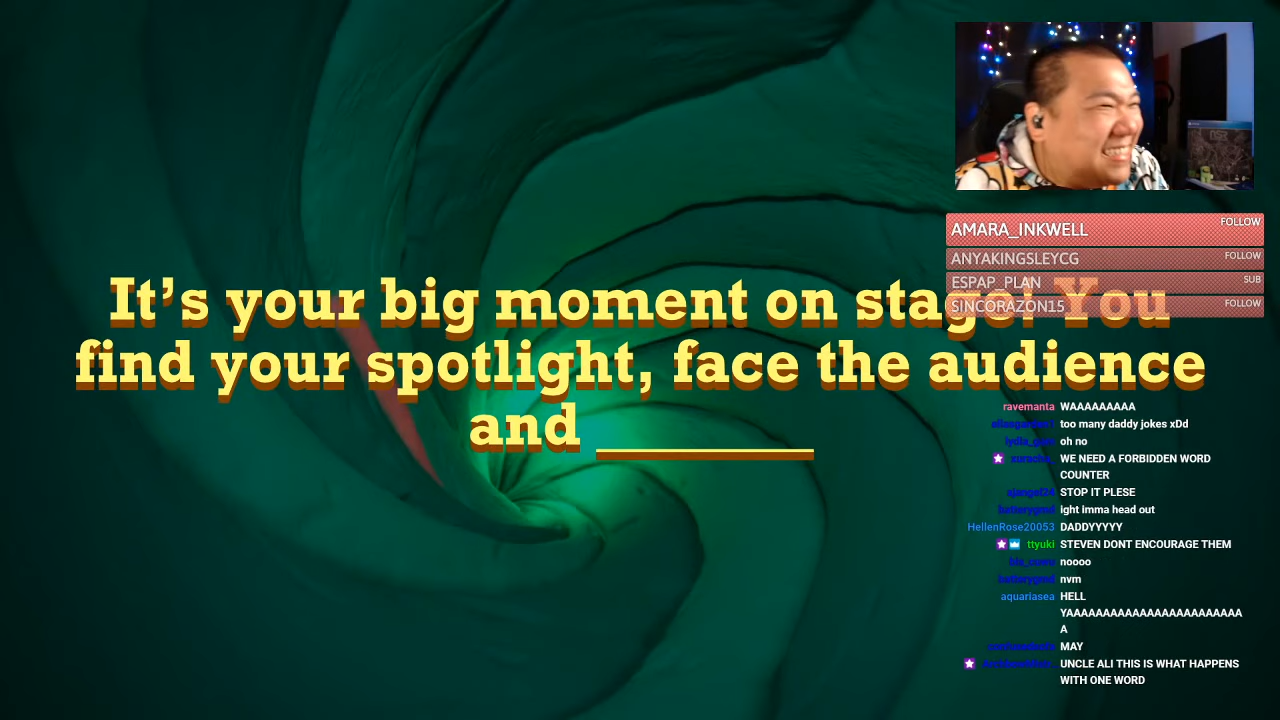 AMARA_INKWELL FOLLOW
ANYAKINGSLEYCG FOLLOW
ESPAP_PLAN SUB
SINCORAZON15 FOLLOW
It's your big moment on stage! You
find your spotlight, face the audience
and
ravemanta WAAAAAAAAA
too many daddy jokes xDd
oh no
WE NEED A FORBIDDEN WORD
COUNTER
STOP IT PLESE
ight imma head out
HellenRose20053 DADDYYYYY
ttyuki STEVEN DONT ENCOURAGE THEM
noooo
nvm
aquariasea HELL
YAAAAAAAAAAAAAAAAAAAAAAAA
A
MAY
UNCLE ALI THIS IS WHAT HAPPENS
WITH ONE WORD